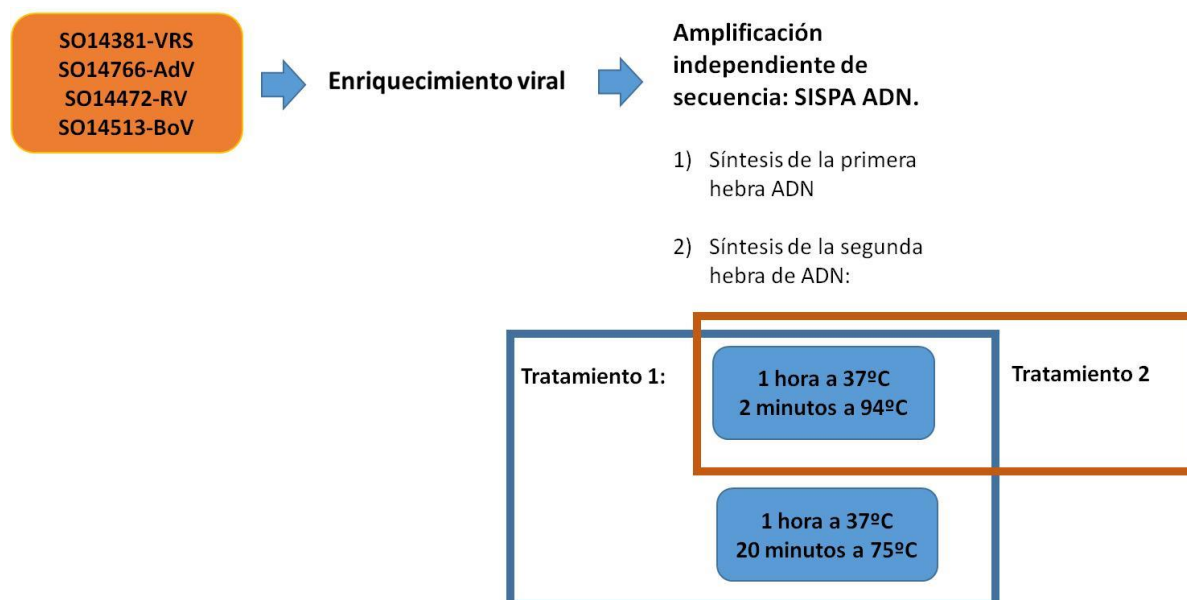 SO14381-VRS
SO14766-AdV
SO14472-RV
SO14513-BoV
Enriquecimiento viral
Amplificación
independiente de
secuencia: SISPA ADN.
1) Síntesis de la primera
hebra ADN
2) Síntesis de la segunda
hebra de ADN:
Tratamiento 1:
1 hora a 37ºC
2 minutos a 94ºC
Tratamiento 2
1 hora a 37ºC
20 minutos a 75ºC